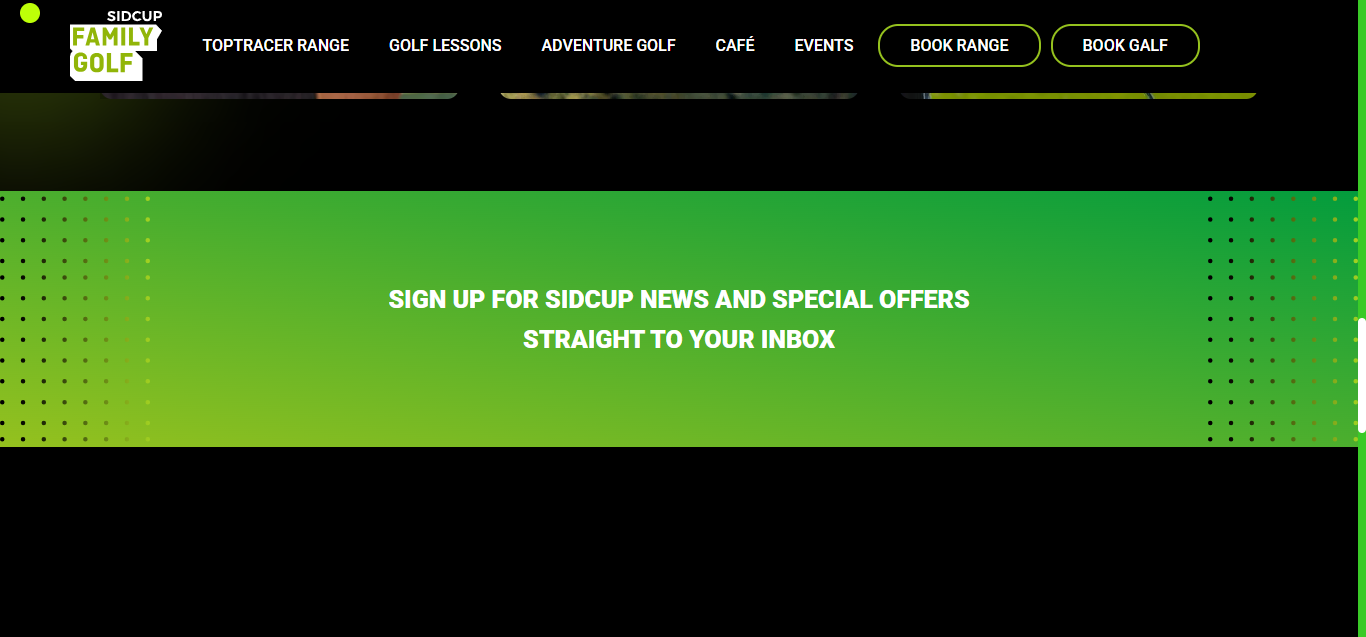 SIDCUP
FAMILY
GOLF
TOPTRACER RANGE
GOLF LESSONS
ADVENTURE GOLF
CAFÉ
EVENTS
BOOK RANGE
BOOK GALF
SIGN UP FOR SIDCUP NEWS AND SPECIAL OFFERS
STRAIGHT TO YOUR INBOX